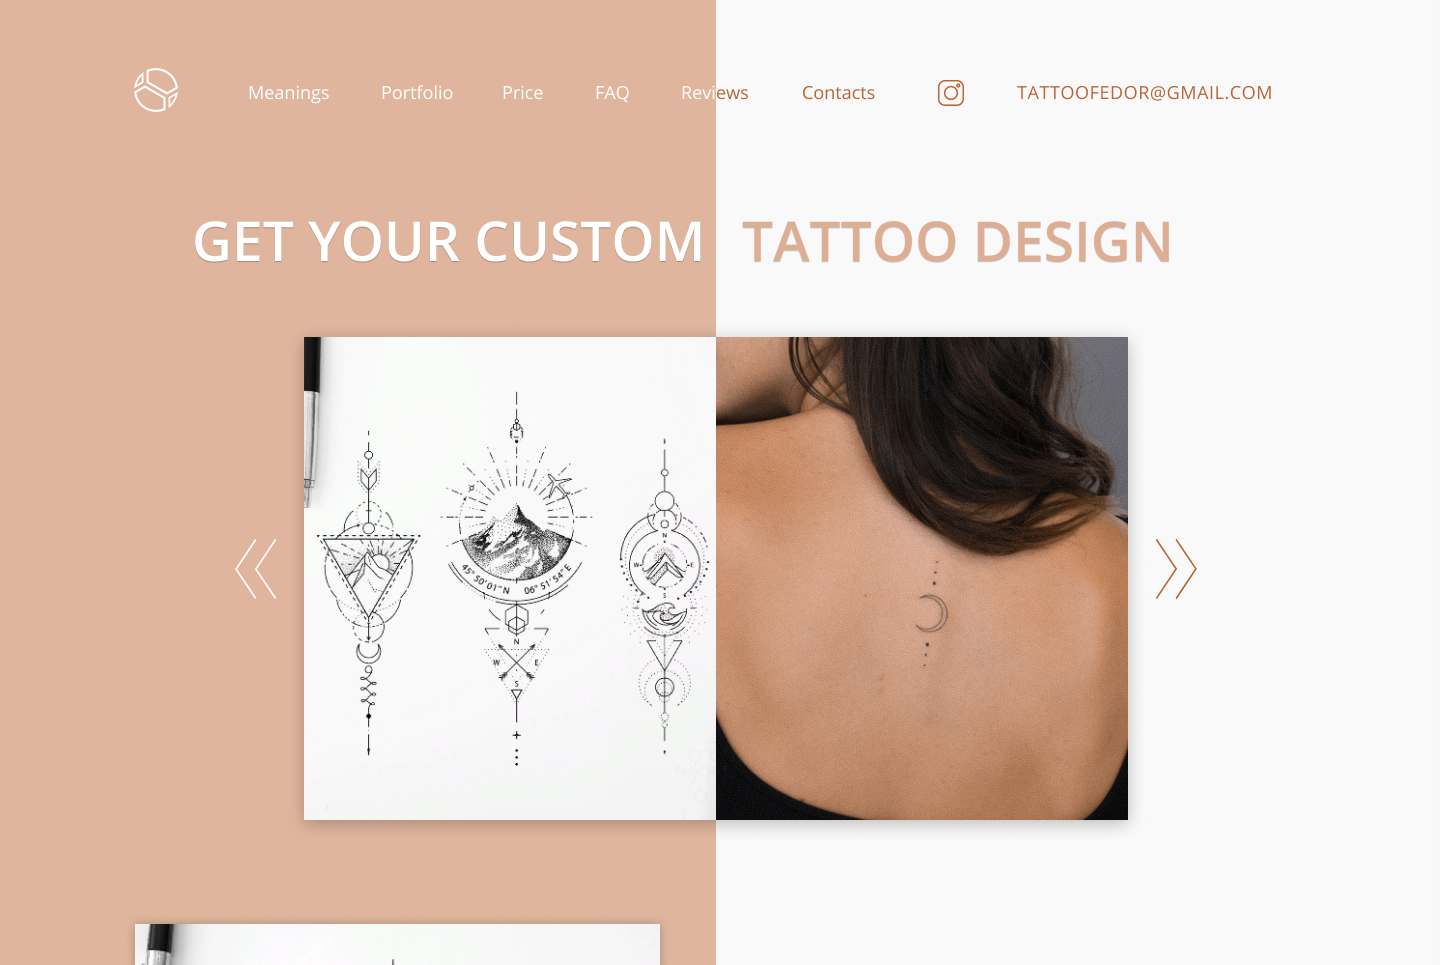 Meanings Portfolio Price FAQ Reviews Contacts TATTOOFEDOR@GMAIL.COM
GET YOUR CUSTOM TATTOO DESIGN
45° 50' 01" N 06° 51' 54" E
N
W E
S
N
W E
S